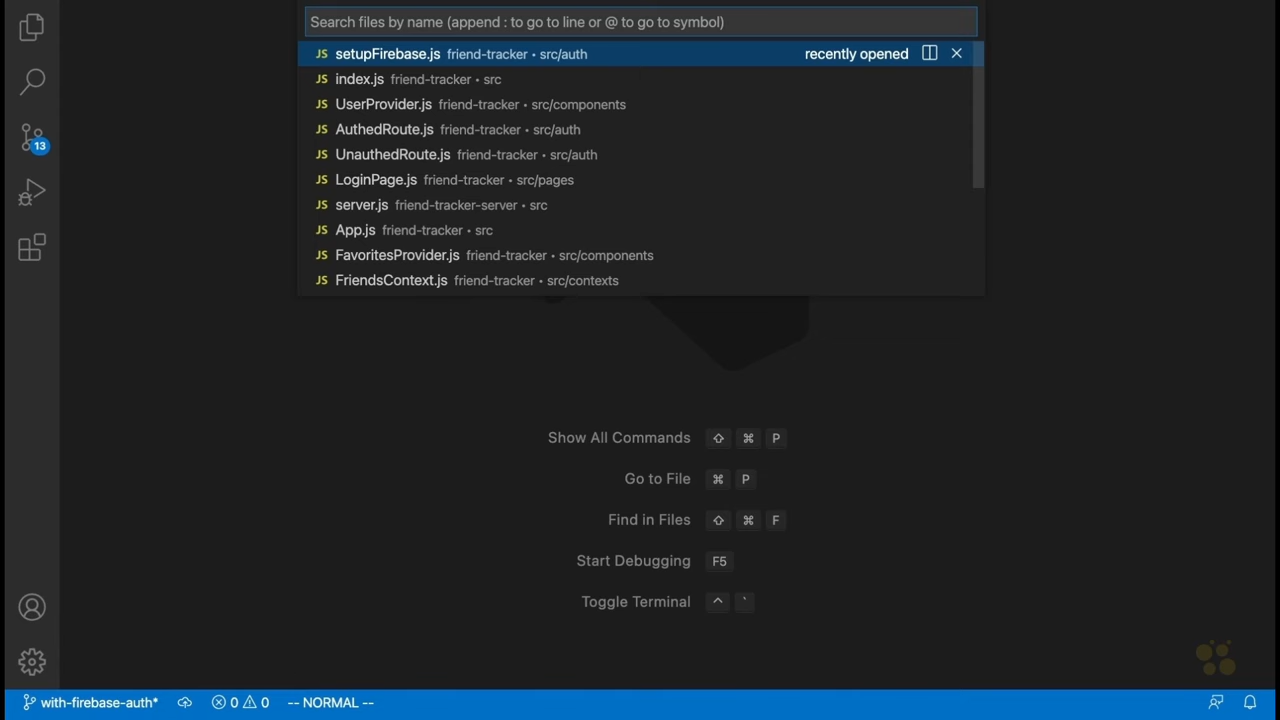 Search files by name (append : to go to line or @ to go to symbol)
JS setupFirebase.js friend-tracker • src/auth recently opened
JS index.js friend-tracker • src
JS UserProvider.js friend-tracker • src/components
13
JS AuthedRoute.js friend-tracker • src/auth
JS UnauthedRoute.js friend-tracker • src/auth
JS LoginPage.js friend-tracker • src/pages
JS server.js friend-tracker-server • src
JS App.js friend-tracker • src
JS FavoritesProvider.js friend-tracker • src/components
JS FriendsContext.js friend-tracker • src/contexts
Show All Commands ⇧ ⌘ P
Go to File ⌘ P
Find in Files ⇧ ⌘ F
Start Debugging F5
Toggle Terminal ^ `
with-firebase-auth* 0 0 -- NORMAL --